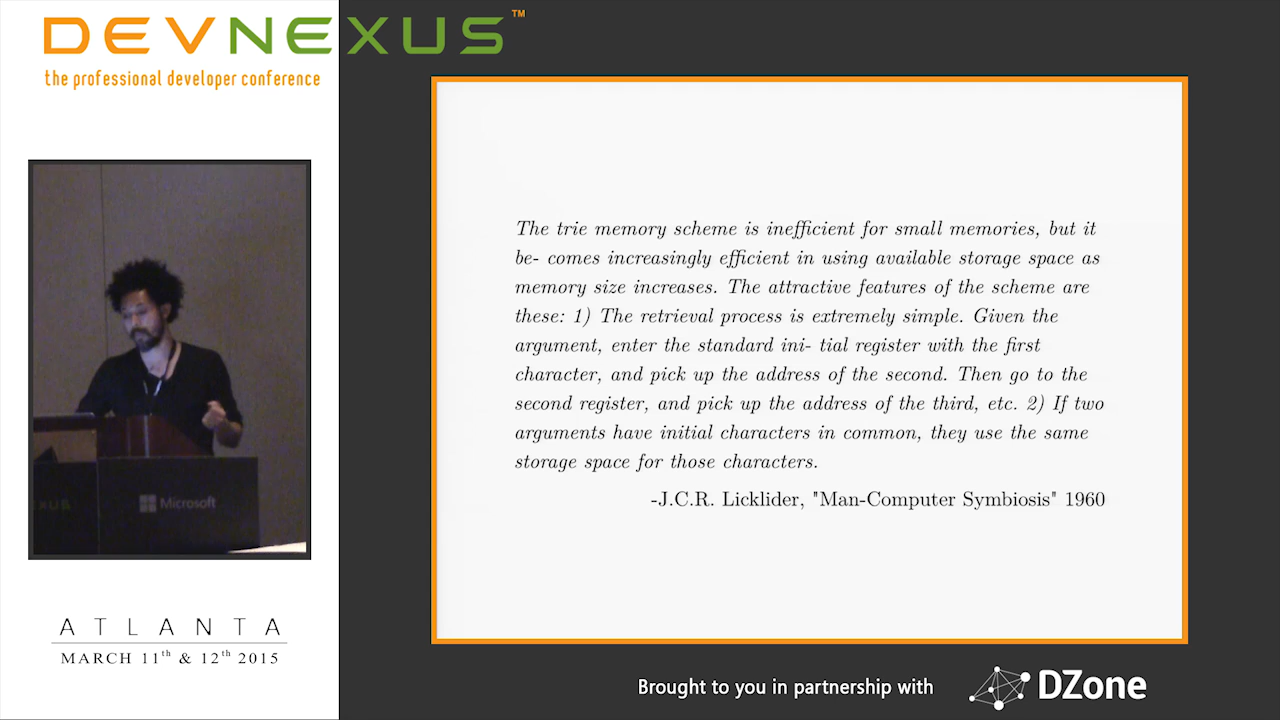 DEVNEXUS™
the professional developer conference
Microsoft
ATLANTA
MARCH 11th & 12th 2015
The trie memory scheme is inefficient for small memories, but it
be- comes increasingly efficient in using available storage space as
memory size increases. The attractive features of the scheme are
these: 1) The retrieval process is extremely simple. Given the
argument, enter the standard ini- tial register with the first
character, and pick up the address of the second. Then go to the
second register, and pick up the address of the third, etc. 2) If two
arguments have initial characters in common, they use the same
storage space for those characters.
-J.C.R. Licklider, "Man-Computer Symbiosis" 1960
Brought to you in partnership with
DZone